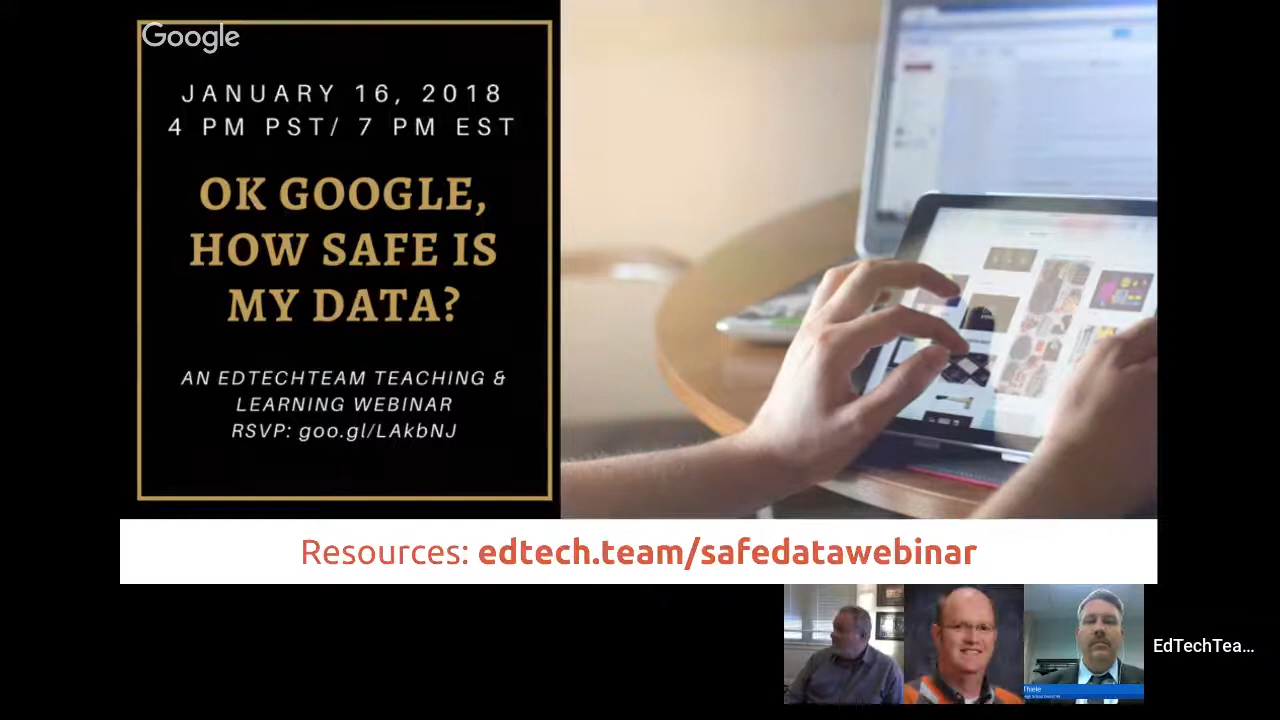 Google
JANUARY 16, 2018
4 PM PST/ 7 PM EST
OK GOOGLE,
HOW SAFE IS
MY DATA?
AN EDTECHTEAM TEACHING &
LEARNING WEBINAR
RSVP: goo.gl/LAkbNJ
Resources: edtech.team/safedatawebinar
EdTechTea...
Thiele